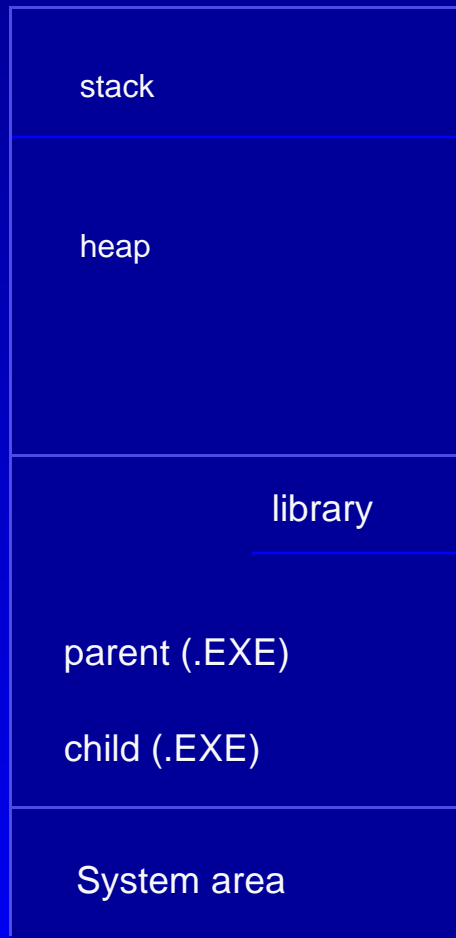 stack
heap
library
parent (.EXE)
child (.EXE)
System area